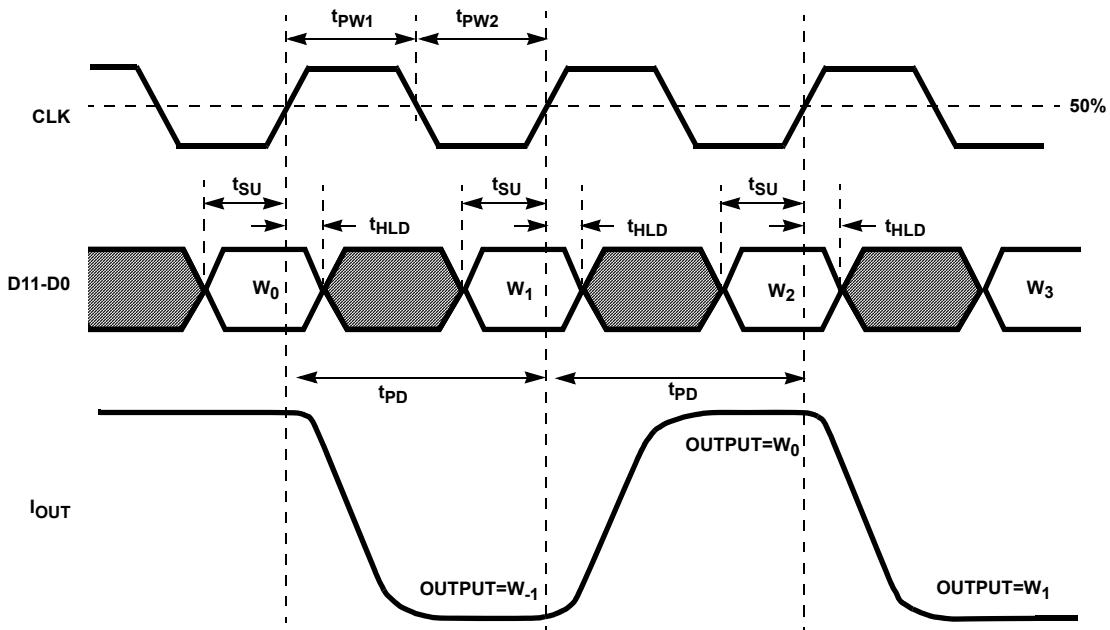 tPW1 tPW2
CLK
50%
tSU tSU tSU
tHLD tHLD tHLD
D11-D0
W0 W1 W2 W3
tPD tPD
OUTPUT=W0
IOUT
OUTPUT=W-1 OUTPUT=W1